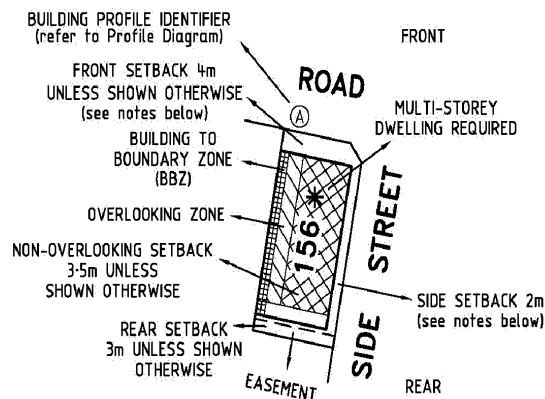 BUILDING PROFILE IDENTIFIER
(refer to Profile Diagram)
FRONT
FRONT SETBACK 4m
UNLESS SHOWN OTHERWISE
(see notes below)
ROAD
A
MULTI-STOREY
DWELLING REQUIRED
BUILDING TO
BOUNDARY ZONE
(BBZ)
OVERLOOKING ZONE
NON-OVERLOOKING SETBACK
3·5m UNLESS
SHOWN OTHERWISE
156
*
SIDE STREET
SIDE SETBACK 2m
(see notes below)
REAR SETBACK
3m UNLESS SHOWN
OTHERWISE
EASEMENT
REAR